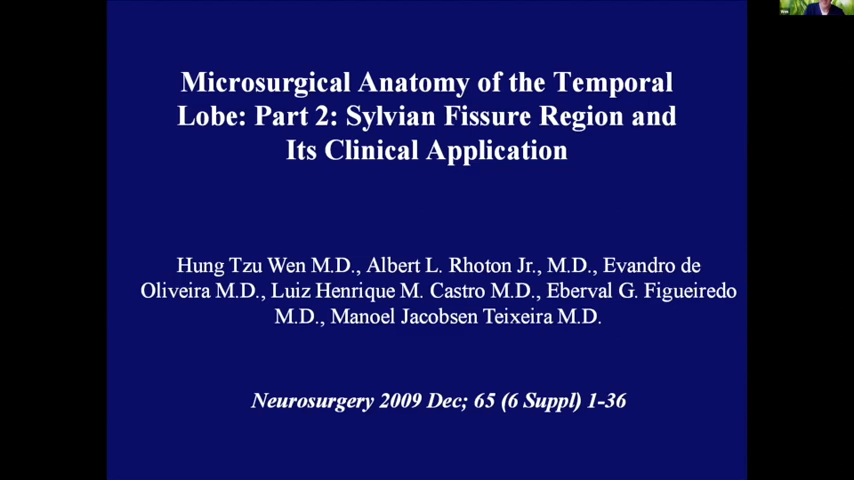 Microsurgical Anatomy of the Temporal
Lobe: Part 2: Sylvian Fissure Region and
Its Clinical Application
Hung Tzu Wen M.D., Albert L. Rhoton Jr., M.D., Evandro de
Oliveira M.D., Luiz Henrique M. Castro M.D., Eberval G. Figueiredo
M.D., Manoel Jacobsen Teixeira M.D.
Neurosurgery 2009 Dec; 65 (6 Suppl) 1-36